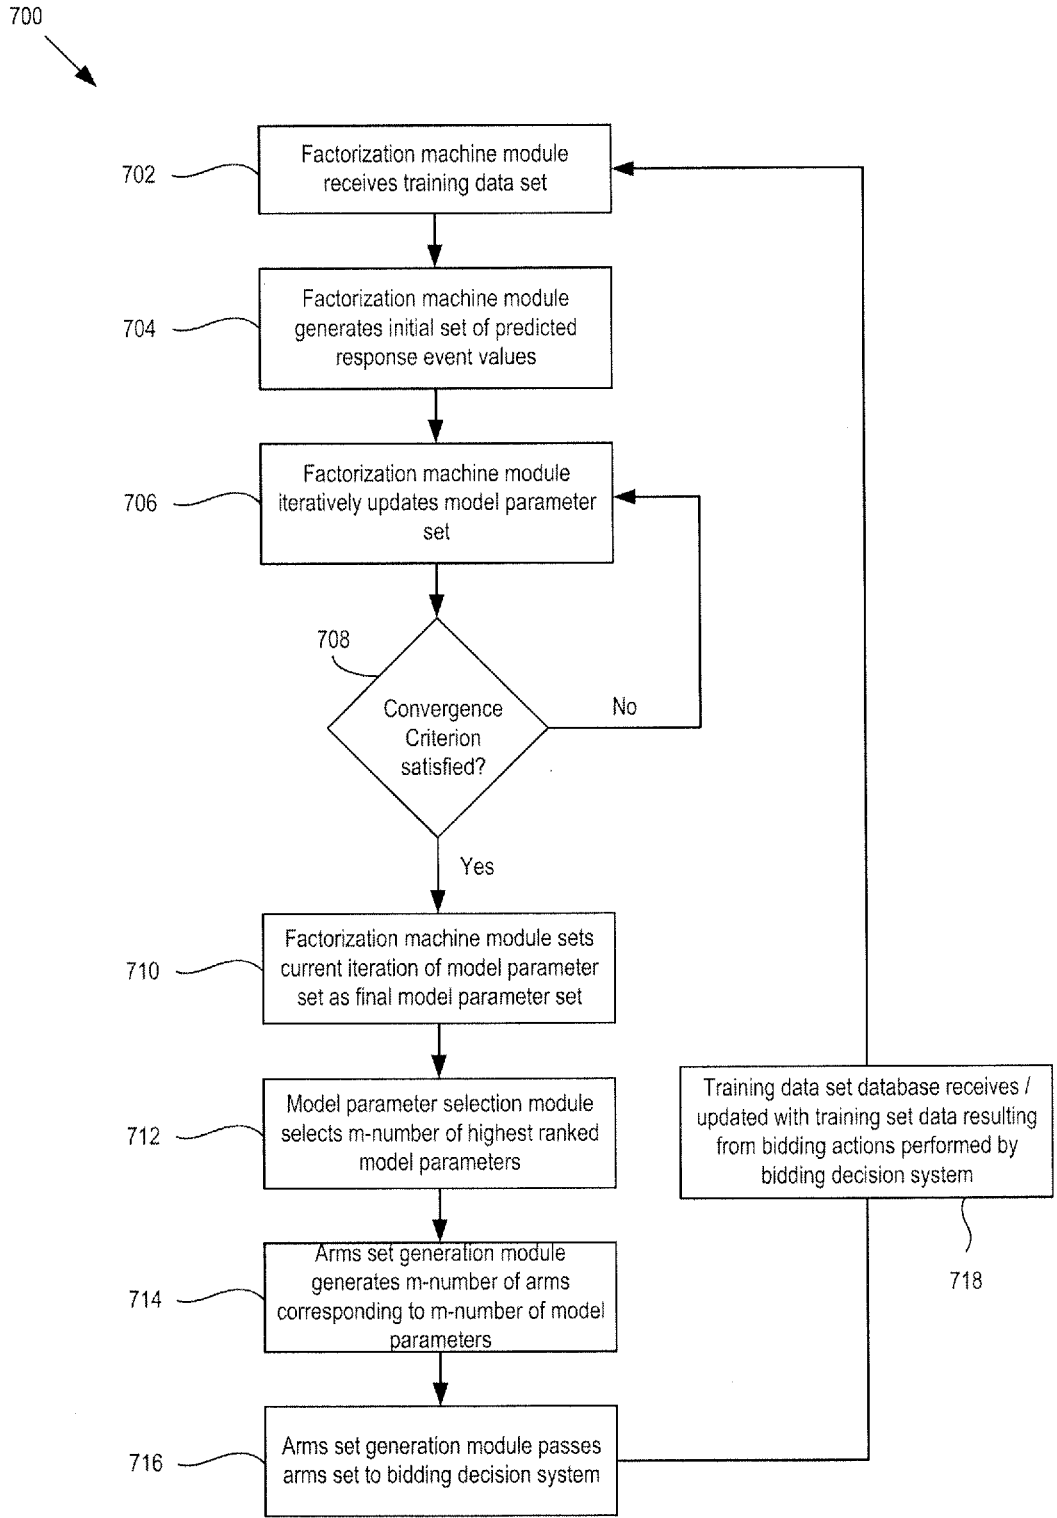 700
702
Factorization machine module
receives training data set
704
Factorization machine module
generates initial set of predicted
response event values
706
Factorization machine module
iteratively updates model parameter
set
708
Convergence
Criterion
satisfied?
No
Yes
710
Factorization machine module sets
current iteration of model parameter
set as final model parameter set
712
Model parameter selection module
selects m-number of highest ranked
model parameters
714
Arms set generation module
generates m-number of arms
corresponding to m-number of model
parameters
716
Arms set generation module passes
arms set to bidding decision system
Training data set database receives /
updated with training set data resulting
from bidding actions performed by
bidding decision system
718